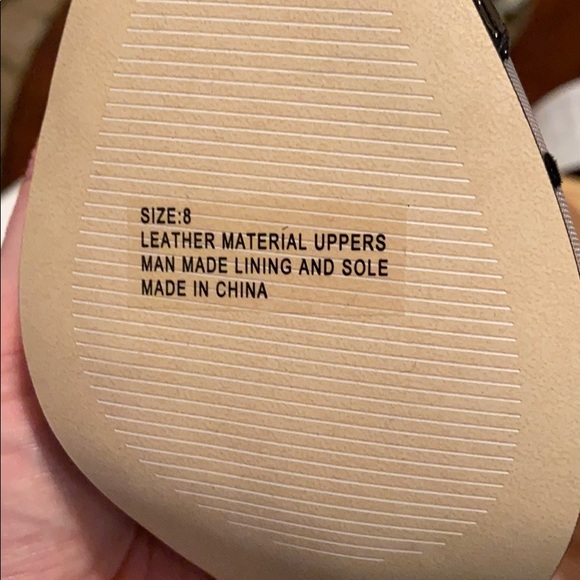 SIZE:8
LEATHER MATERIAL UPPERS
MAN MADE LINING AND SOLE
MADE IN CHINA